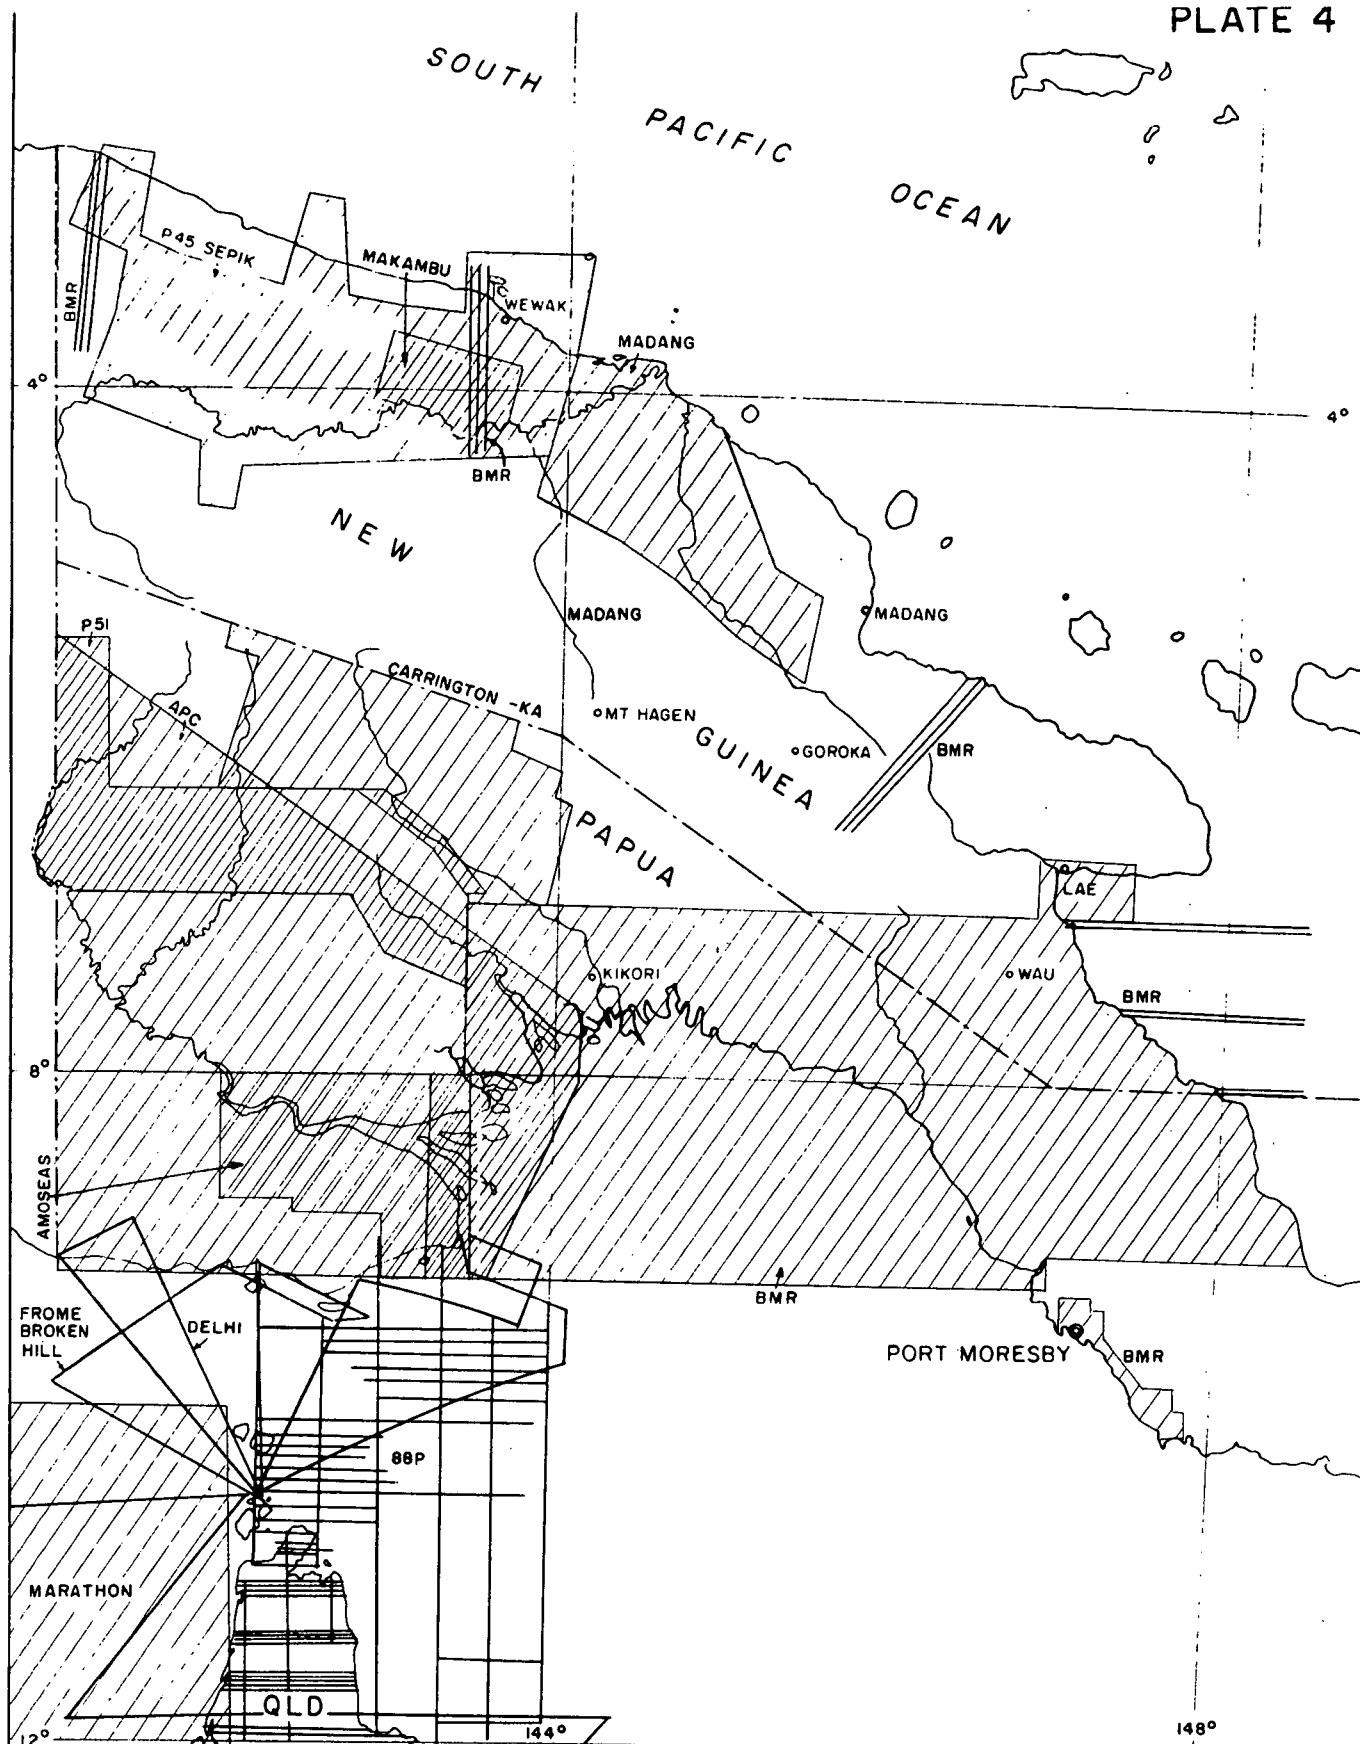 PLATE 4
SOUTH
PACIFIC
OCEAN
P45 SEPIK
MAKAMBU
BMR
WEWAK
MADANG
4°
4°
BMR
NEW
MADANG
MADANG
P51
CARRINGTON -KA
APC
MT HAGEN
GUINEA
GOROKA
BMR
PAPUA
LAE
KIKORI
WAU
BMR
8°
AMOSEAS
BMR
FROME
BROKEN
HILL
DELHI
PORT MORESBY
BMR
88P
MARATHON
QLD
12°
144°
148°